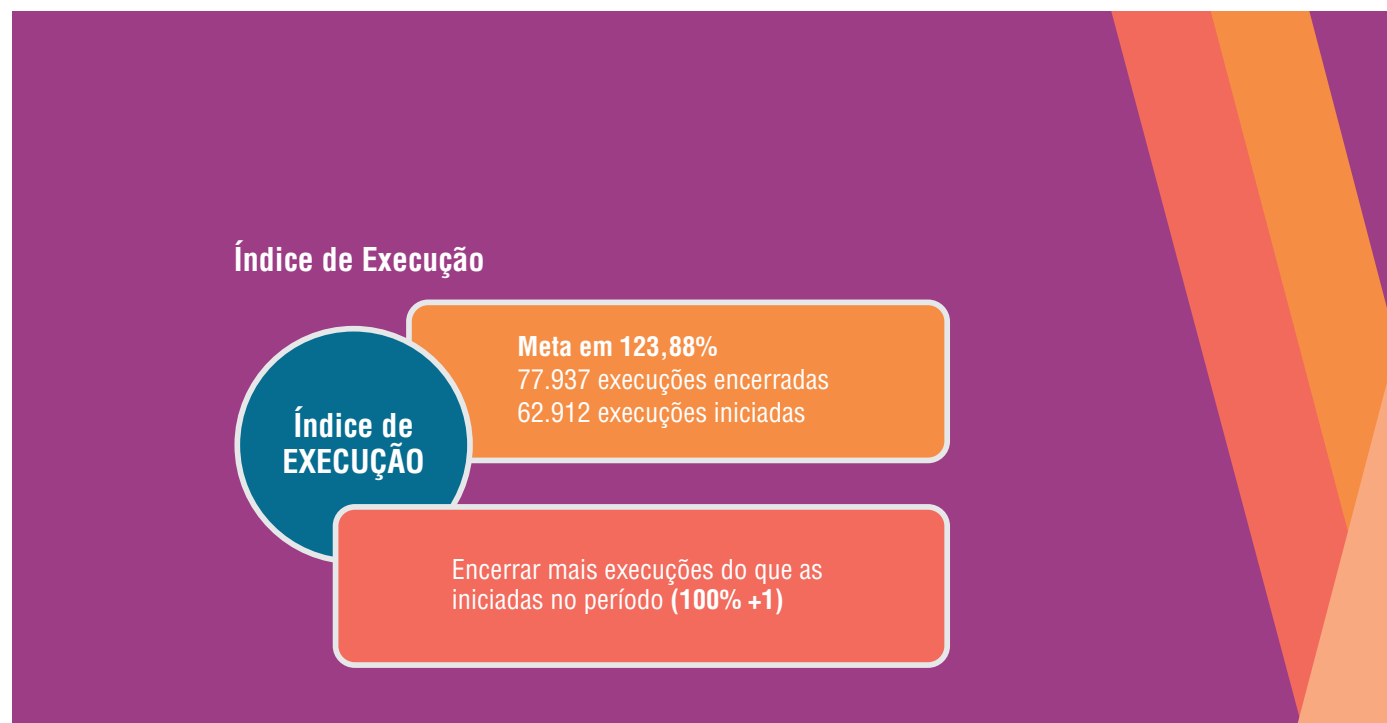 Índice de Execução
Meta em 123,88%
77.937 execuções encerradas
62.912 execuções iniciadas
Índice de
EXECUÇÃO
Encerrar mais execuções do que as
iniciadas no período (100% +1)